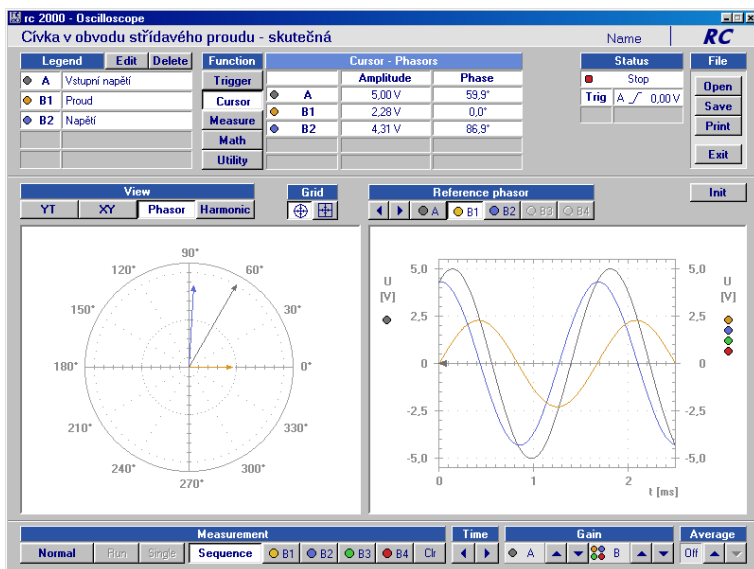 rc 2000 - Oscilloscope
Cívka v obvodu střídavého proudu - skutečná
Name
RC
Legend Edit Delete
A Vstupní napětí
B1 Proud
B2 Napětí
Function
Trigger
Cursor
Measure
Math
Utility
Cursor - Phasors
Amplitude Phase
A 5,00 V 59,9°
B1 2,28 V 0,0°
B2 4,31 V 86,9°
Status
Stop
Trig A 0,00 V
File
Open
Save
Print
Exit
View
YT XY Phasor Harmonic
Grid
Reference phasor
A B1 B2 B3 B4
Init
90°
120° 60°
150° 30°
180° 0°
210° 330°
240° 300°
270°
U
[V]
5,0
2,5
0
-2,5
-5,0
0 1 2
t [ms]
5,0
2,5
0
-2,5
-5,0
U
[V]
Measurement
Normal Run Single Sequence B1 B2 B3 B4 Clr
Time
Gain
A B
Average
Off